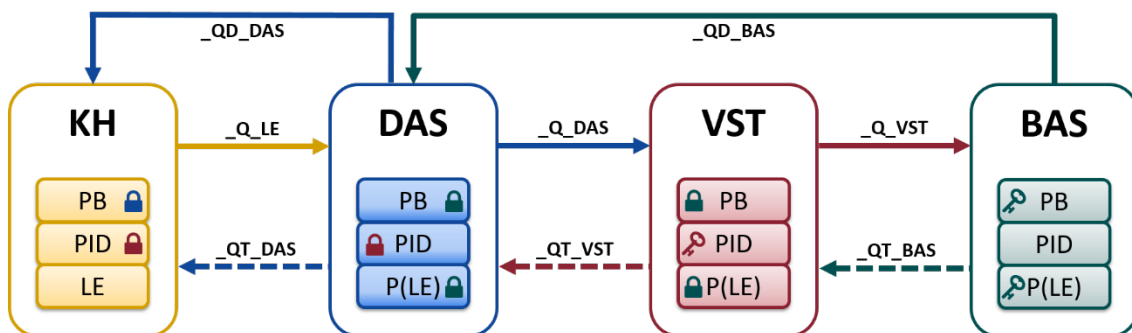 _QD_DAS
_QD_BAS
KH
_Q_LE
DAS
_Q_DAS
VST
_Q_VST
BAS
PB
PB
PB
PB
PID
PID
PID
PID
_QT_DAS
_QT_VST
_QT_BAS
LE
P(LE)
P(LE)
P(LE)